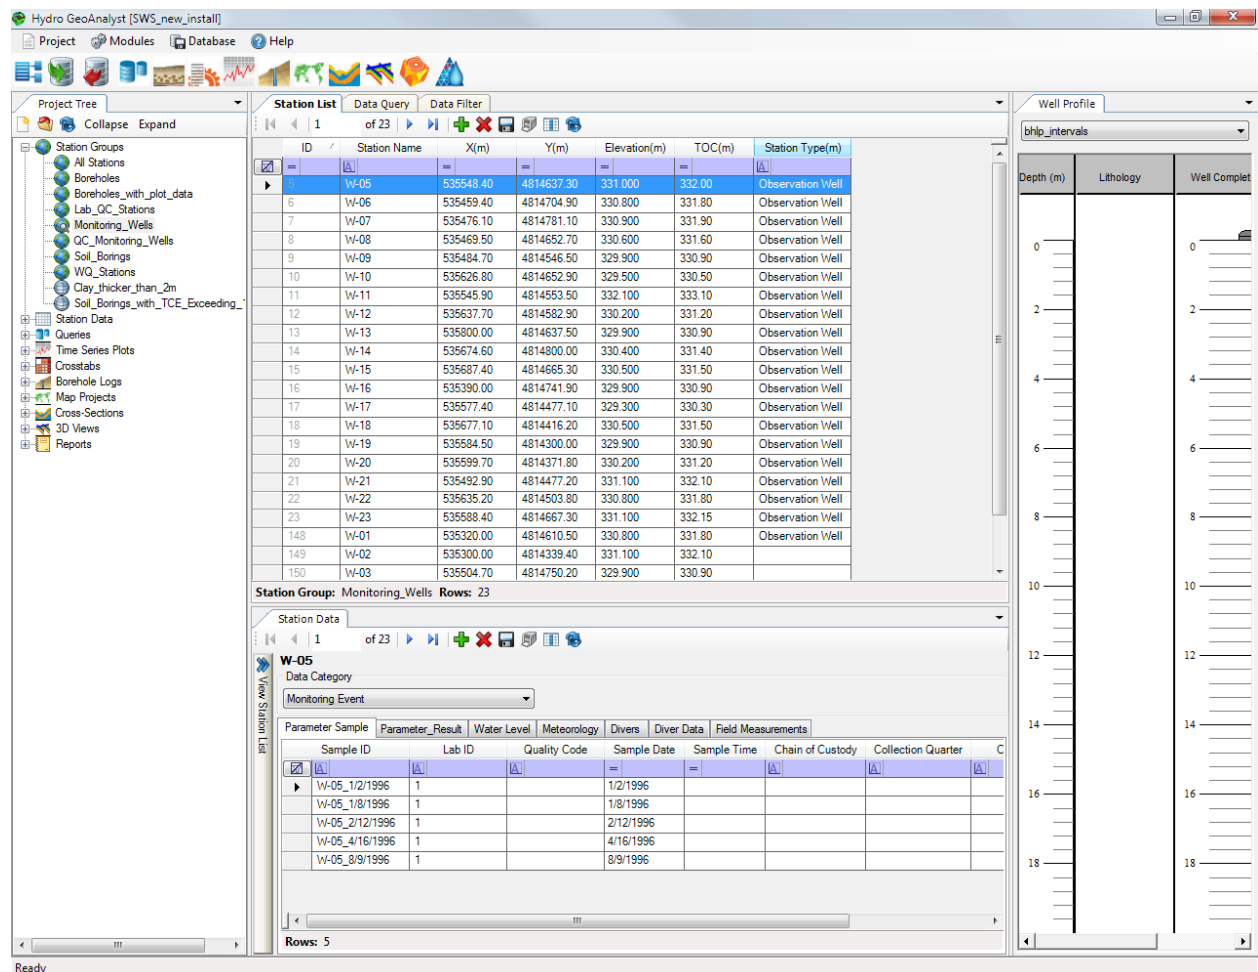 Hydro GeoAnalyst [SWS_new_install]
Project Modules Database Help
Project Tree
Collapse Expand
Station Groups
All Stations
Boreholes
Boreholes_with_plot_data
Lab_QC_Stations
Monitoring_Wells
QC_Monitoring_Wells
Soil_Borings
WQ_Stations
Clay_thicker_than_2m
Soil_Borings_with_TCE_Exceeding_
Station Data
Queries
Time Series Plots
Crosstabs
Borehole Logs
Map Projects
Cross-Sections
3D Views
Reports
Station List Data Query Data Filter
1 of 23
ID Station Name X(m) Y(m) Elevation(m) TOC(m) Station Type(m)
= A = = = = A
5 W-05 535548.40 4814637.30 331.000 332.00 Observation Well
6 W-06 535459.40 4814704.90 330.800 331.80 Observation Well
7 W-07 535476.10 4814781.10 330.900 331.90 Observation Well
8 W-08 535469.50 4814652.70 330.600 331.60 Observation Well
9 W-09 535484.70 4814546.50 329.900 330.90 Observation Well
10 W-10 535626.80 4814652.90 329.500 330.50 Observation Well
11 W-11 535545.90 4814553.50 332.100 333.10 Observation Well
12 W-12 535637.70 4814582.90 330.200 331.20 Observation Well
13 W-13 535800.00 4814637.50 329.900 330.90 Observation Well
14 W-14 535674.60 4814800.00 330.400 331.40 Observation Well
15 W-15 535687.40 4814665.30 330.500 331.50 Observation Well
16 W-16 535390.00 4814741.90 329.900 330.90 Observation Well
17 W-17 535577.40 4814477.10 329.300 330.30 Observation Well
18 W-18 535677.10 4814416.20 330.500 331.50 Observation Well
19 W-19 535584.50 4814300.00 329.900 330.90 Observation Well
20 W-20 535599.70 4814371.80 330.200 331.20 Observation Well
21 W-21 535492.90 4814477.20 331.100 332.10 Observation Well
22 W-22 535635.20 4814503.80 330.800 331.80 Observation Well
23 W-23 535588.40 4814667.30 331.100 332.15 Observation Well
148 W-01 535320.00 4814610.50 330.800 331.80 Observation Well
149 W-02 535300.00 4814339.40 331.100 332.10
150 W-03 535504.70 4814750.20 329.900 330.90
Station Group: Monitoring_Wells Rows: 23
Station Data
1 of 23
View Station List
W-05
Data Category
Monitoring Event
Parameter Sample Parameter_Result Water Level Meteorology Divers Diver Data Field Measurements
Sample ID Lab ID Quality Code Sample Date Sample Time Chain of Custody Collection Quarter C
A A A = = A A A
W-05_1/2/1996 1 1/2/1996
W-05_1/8/1996 1 1/8/1996
W-05_2/12/1996 1 2/12/1996
W-05_4/16/1996 1 4/16/1996
W-05_8/9/1996 1 8/9/1996
Rows: 5
Well Profile
bhlp_intervals
Depth (m) Lithology Well Complet
0 0
2 2
4 4
6 6
8 8
10 10
12 12
14 14
16 16
18 18
Ready